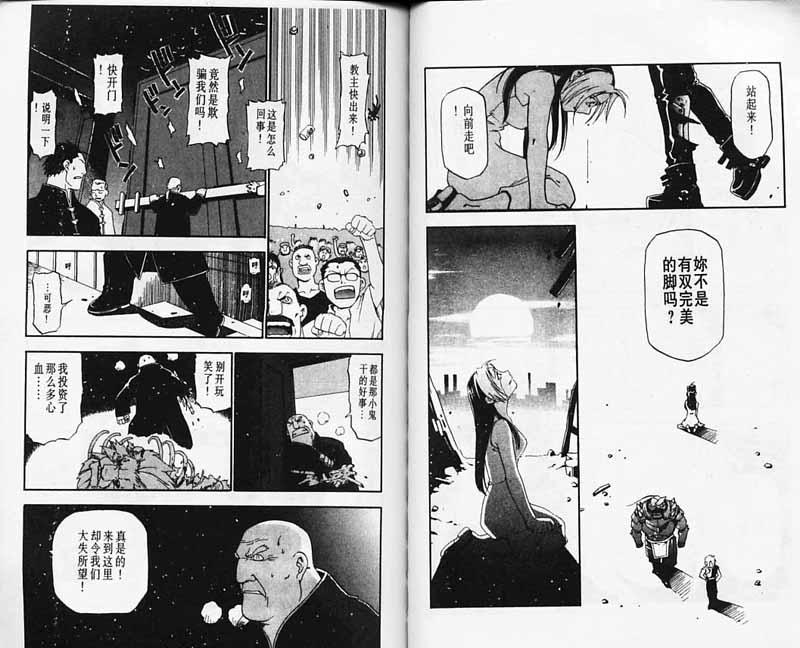 站起来！
向前走吧
！
妳不是
有双完美
的脚吗？
教主快出来！
这是怎么
回事！
竟然是欺
骗我们吗！
快开门
！
说明一下
！
哼
哼
…可恶！
都是那小鬼
干的好事…
别开玩
笑了！
我投资了
那么多心
血……
真是的！
来到这里
却令我们
大失所望！